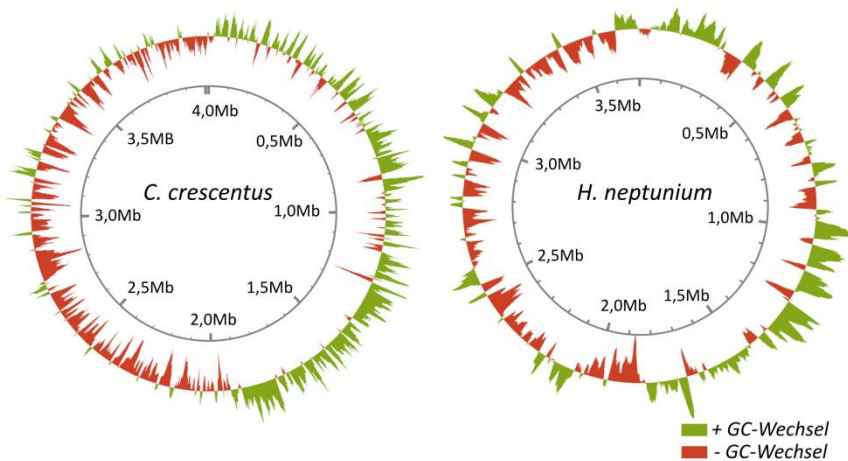 4,0Mb
0,5Mb
1,0Mb
1,5Mb
2,0Mb
2,5Mb
3,0Mb
3,5MB
C. crescentus
3,5Mb
0,5Mb
1,0Mb
1,5Mb
2,0Mb
2,5Mb
3,0Mb
H. neptunium
+ GC-Wechsel
- GC-Wechsel